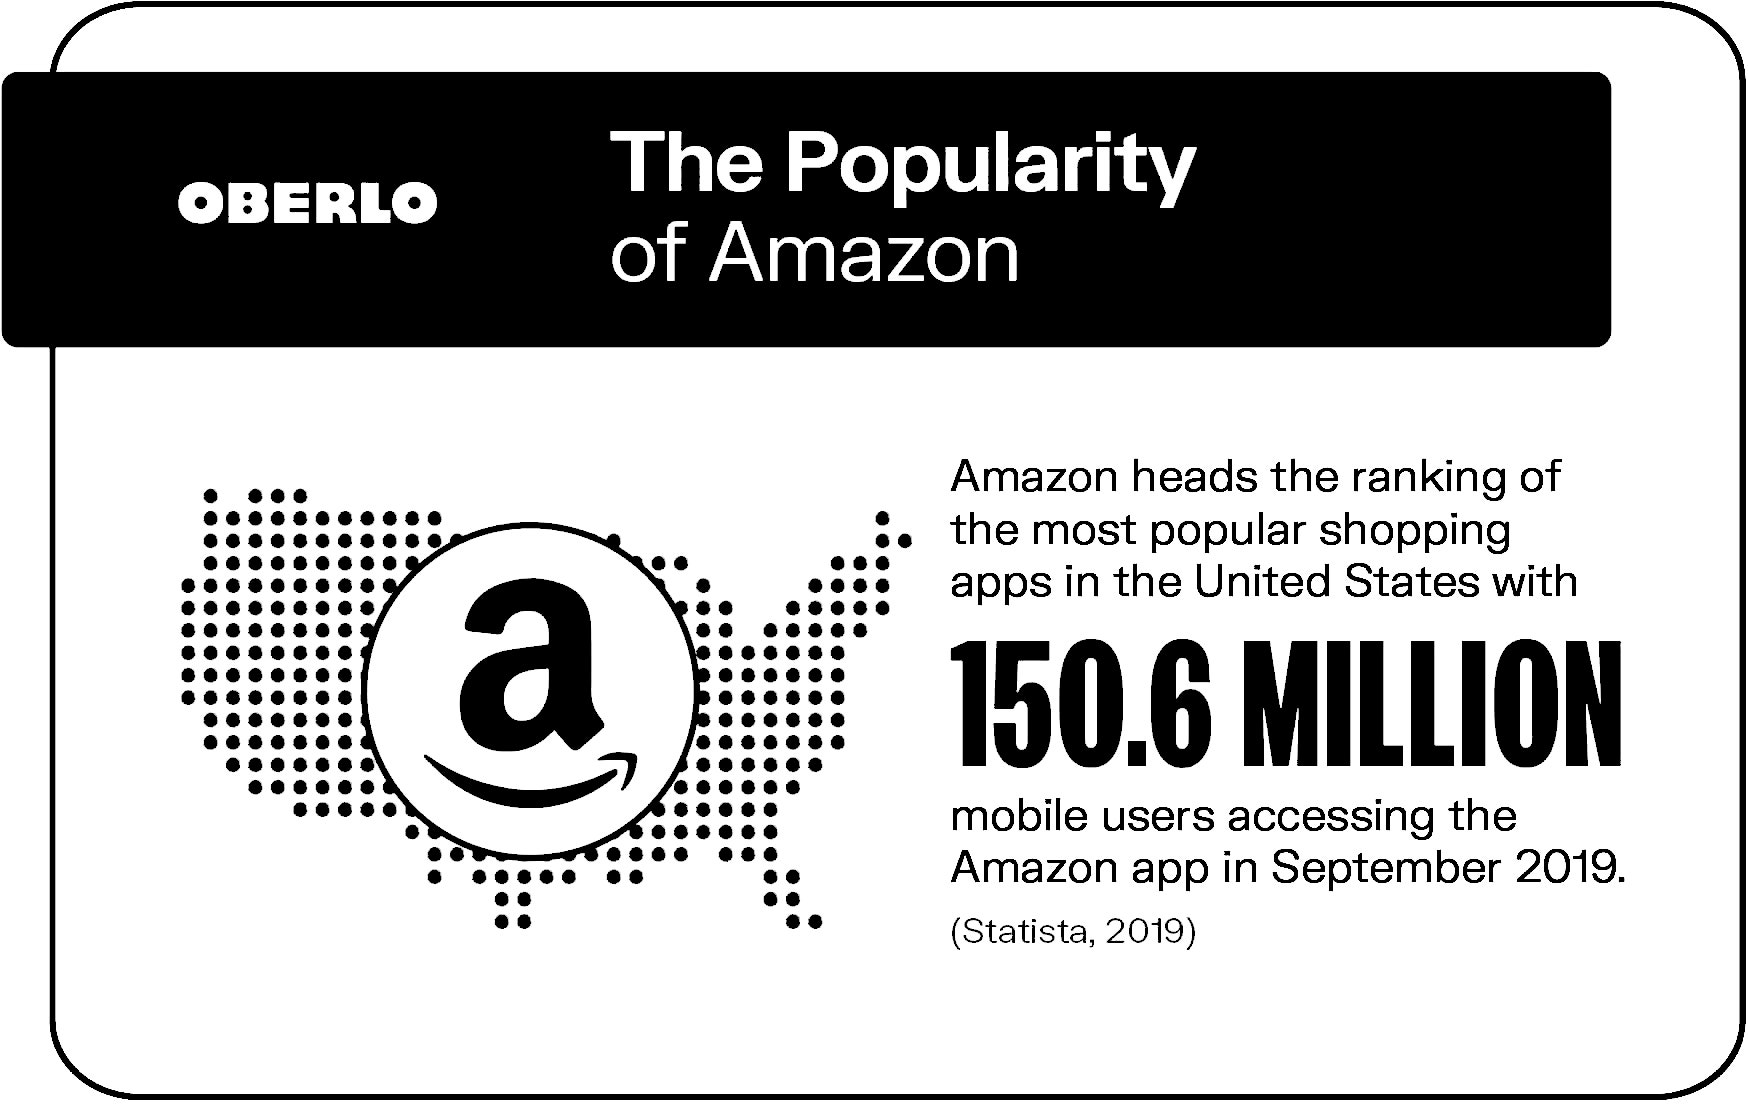 OBERLO
The Popularity
of Amazon
Amazon heads the ranking of
the most popular shopping
apps in the United States with
150.6 MILLION
mobile users accessing the
Amazon app in September 2019.
(Statista, 2019)
a